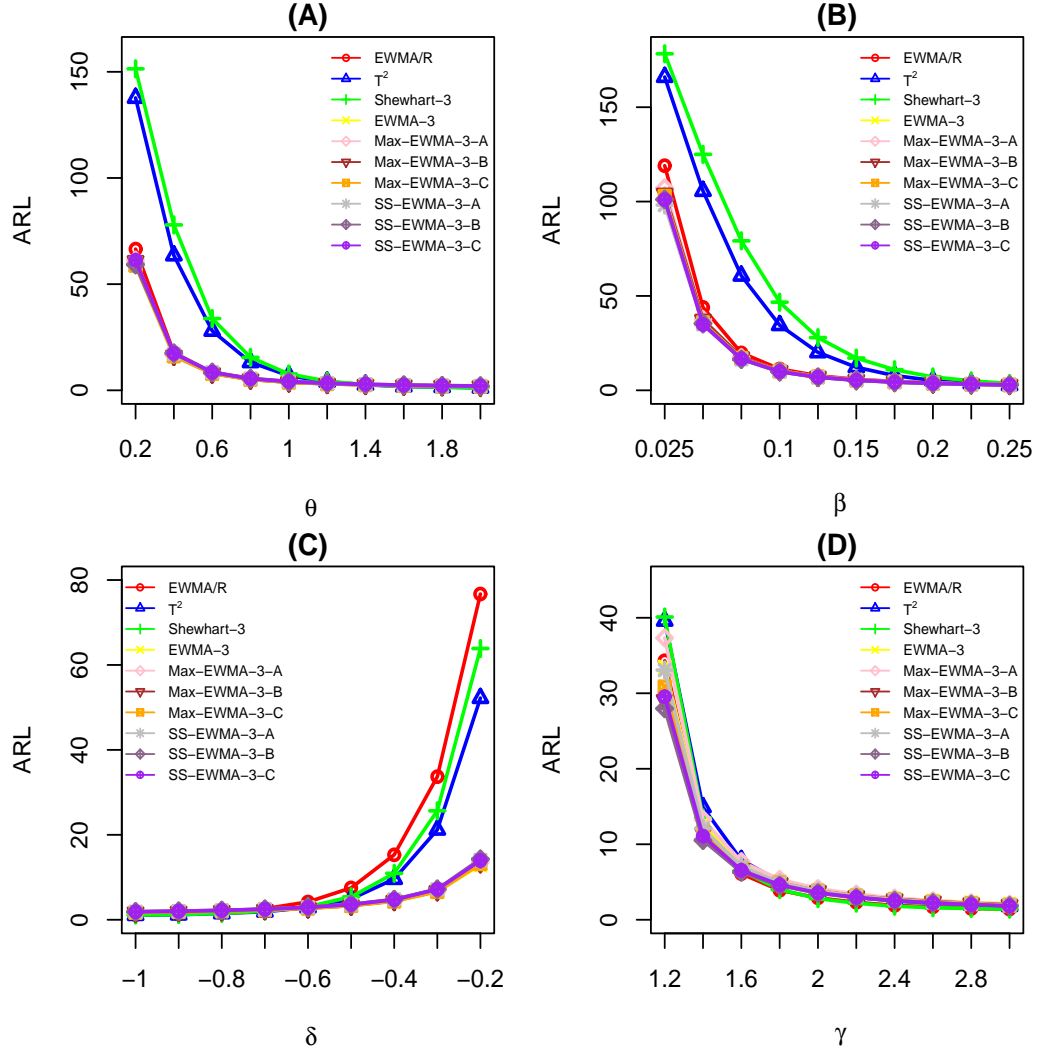 (A)
ARL
150
100
50
0
0.2 0.6 1 1.4 1.8
θ
EWMA/R
T²
Shewhart−3
EWMA−3
Max−EWMA−3−A
Max−EWMA−3−B
Max−EWMA−3−C
SS−EWMA−3−A
SS−EWMA−3−B
SS−EWMA−3−C
(B)
ARL
150
100
50
0
0.025 0.1 0.15 0.2 0.25
β
EWMA/R
T²
Shewhart−3
EWMA−3
Max−EWMA−3−A
Max−EWMA−3−B
Max−EWMA−3−C
SS−EWMA−3−A
SS−EWMA−3−B
SS−EWMA−3−C
(C)
ARL
80
60
40
20
0
−1 −0.8 −0.6 −0.4 −0.2
δ
EWMA/R
T²
Shewhart−3
EWMA−3
Max−EWMA−3−A
Max−EWMA−3−B
Max−EWMA−3−C
SS−EWMA−3−A
SS−EWMA−3−B
SS−EWMA−3−C
(D)
ARL
40
30
20
10
0
1.2 1.6 2 2.4 2.8
γ
EWMA/R
T²
Shewhart−3
EWMA−3
Max−EWMA−3−A
Max−EWMA−3−B
Max−EWMA−3−C
SS−EWMA−3−A
SS−EWMA−3−B
SS−EWMA−3−C